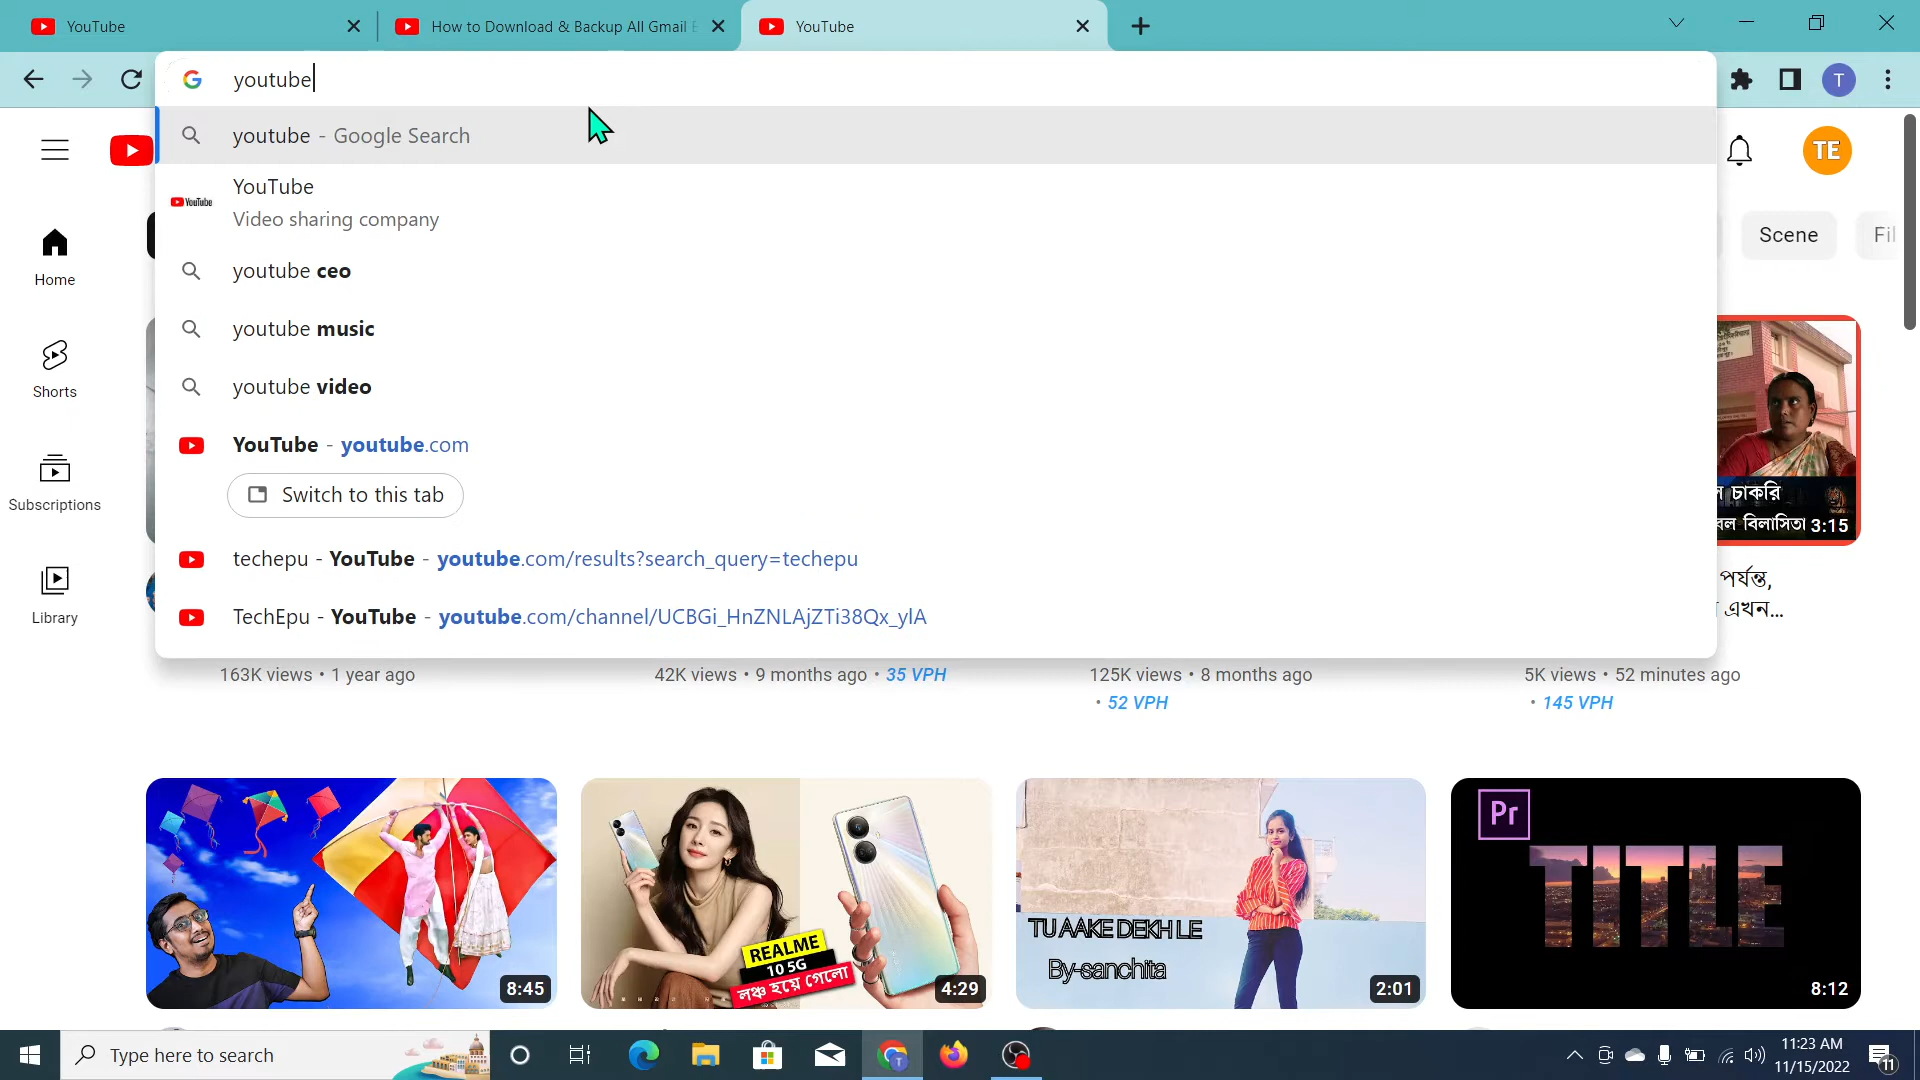 YouTube
How to Download & Backup All Gmail E
YouTube
youtube
T
youtube - Google Search
YouTube
YouTube
Video sharing company
youtube ceo
youtube music
youtube video
YouTube - youtube.com
Switch to this tab
techepu - YouTube - youtube.com/results?search_query=techepu
TechEpu - YouTube - youtube.com/channel/UCBGi_HnZNLAjZTi38Qx_ylA
TE
Scene
Fil
Home
Shorts
Subscriptions
Library
চাকরি
বিলাসিতা 3:15
পর্যন্ত,
এখন...
163K views • 1 year ago
42K views • 9 months ago • 35 VPH
125K views • 8 months ago
• 52 VPH
5K views • 52 minutes ago
• 145 VPH
8:45
REALME
10 5G
লঞ্চ হয়ে গেলো
4:29
TU AAKE DEKH LE
By-sanchita
2:01
Pr
TITLE
8:12
Type here to search
11:23 AM
11/15/2022
11